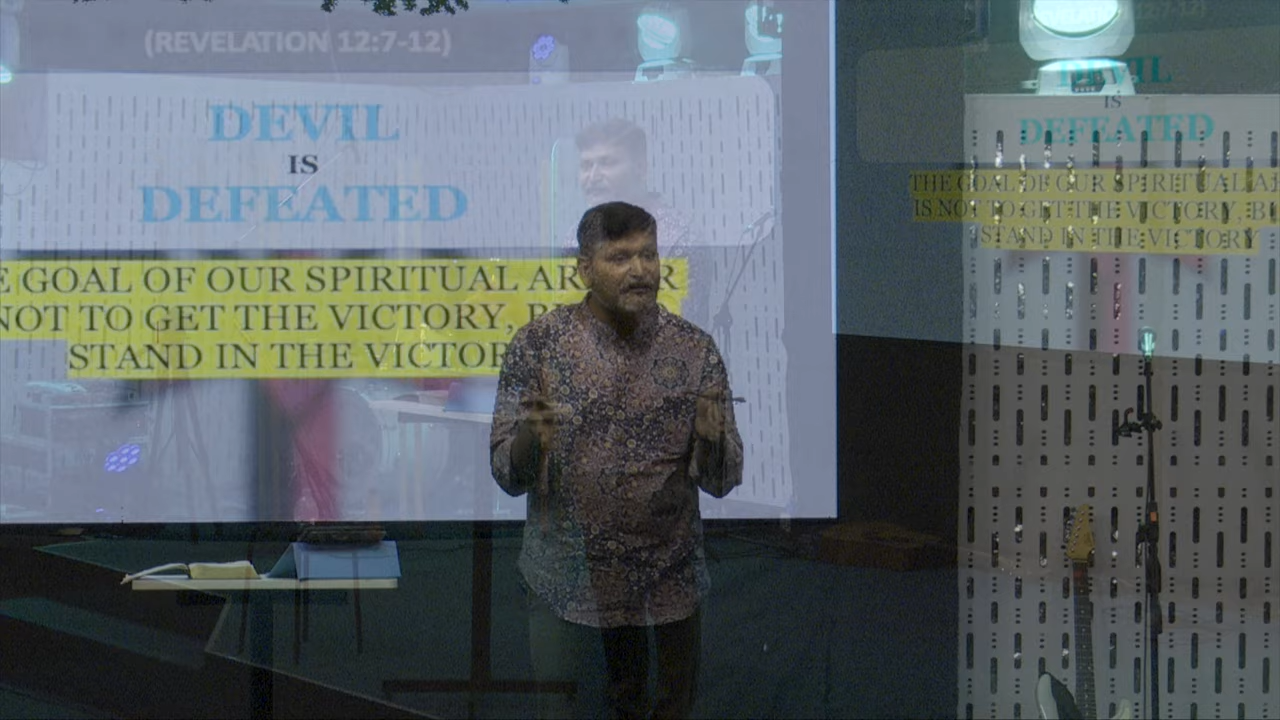 (REVELATION 12:7-12)
DEVIL
IS
DEFEATED
E GOAL OF OUR SPIRITUAL AR R
NOT TO GET THE VICTORY, B
STAND IN THE VICTOR
DEVIL
IS
DEFEATED
THE GOAL OF OUR SPIRITUAL A
IS NOT TO GET THE VICTORY, B
STAND IN THE VICTORY